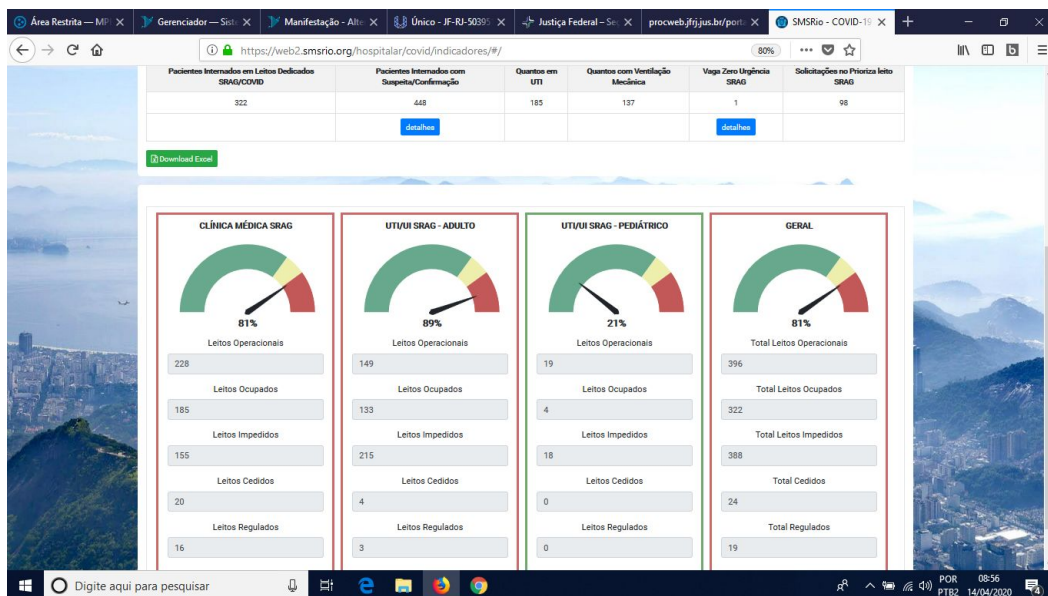 Área Restrita — MP
Gerenciador — Sist
Manifestação - Alte
Único - JF-RJ-50395
Justiça Federal – Se
procweb.jfrj.jus.br/port
SMSRio - COVID-19
https://web2.smsrio.org/hospitalar/covid/indicadores/#/
80%
Pacientes Internados em Leitos Dedicados SRAG/COVID
Pacientes Internados com Suspeita/Confirmação
Quantos em UTI
Quantos com Ventilação Mecânica
Vaga Zero Urgência SRAG
Solicitações no Prioriza leito SRAG
322 448 185 137 1 98
detalhes detalhes
Download Excel
CLÍNICA MÉDICA SRAG
81%
Leitos Operacionais
228
Leitos Ocupados
185
Leitos Impedidos
155
Leitos Cedidos
20
Leitos Regulados
16
UTI/UI SRAG - ADULTO
89%
Leitos Operacionais
149
Leitos Ocupados
133
Leitos Impedidos
215
Leitos Cedidos
4
Leitos Regulados
3
UTI/UI SRAG - PEDIÁTRICO
21%
Leitos Operacionais
19
Leitos Ocupados
4
Leitos Impedidos
18
Leitos Cedidos
0
Leitos Regulados
0
GERAL
81%
Total Leitos Operacionais
396
Total Leitos Ocupados
322
Total Leitos Impedidos
388
Total Cedidos
24
Total Regulados
19
Digite aqui para pesquisar
POR
PTB2
08:56
14/04/2020